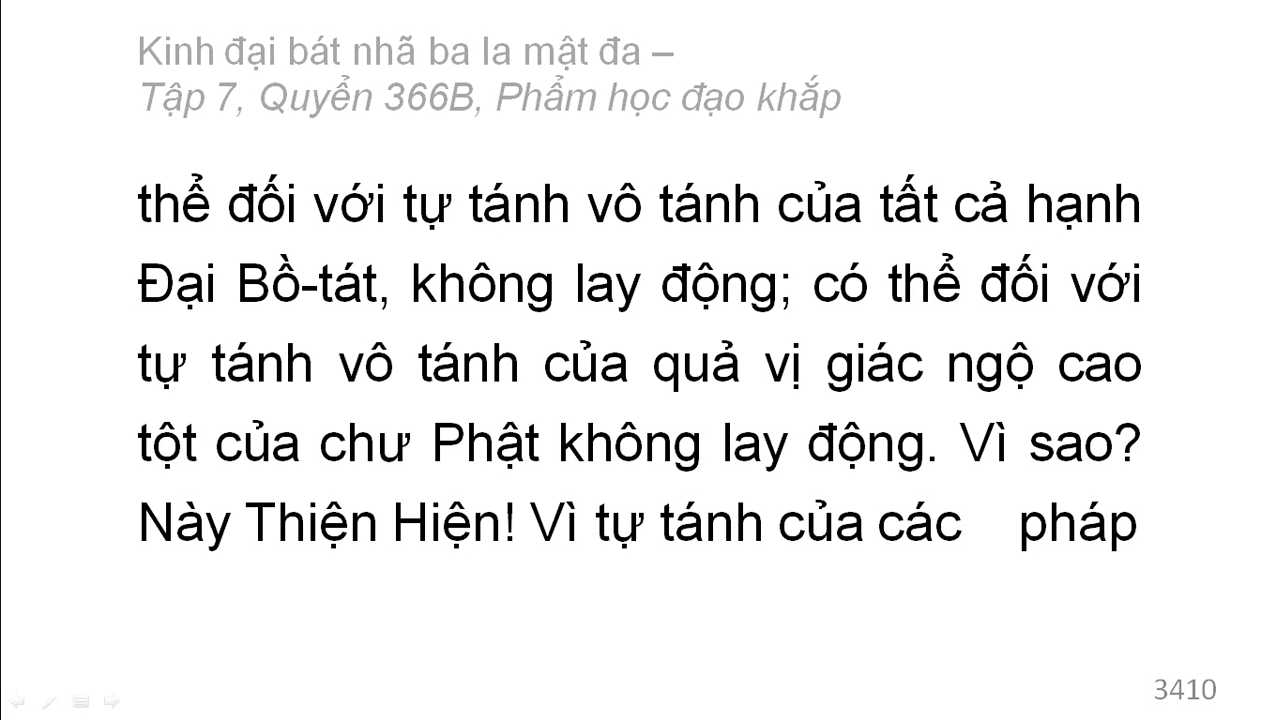 Kinh đại bát nhã ba la mật đa –
Tập 7, Quyển 366B, Phẩm học đạo khắp
thể đối với tự tánh vô tánh của tất cả hạnh
Đại Bồ-tát, không lay động; có thể đối với
tự tánh vô tánh của quả vị giác ngộ cao
tột của chư Phật không lay động. Vì sao?
Này Thiện Hiện! Vì tự tánh của các pháp
3410